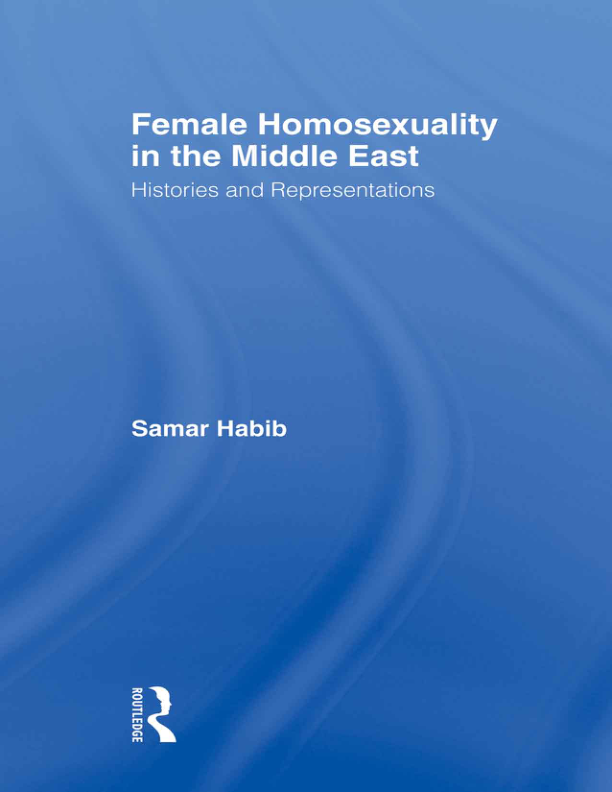 Female Homosexuality
in the Middle East
Histories and Representations
Samar Habib
ROUTLEDGE